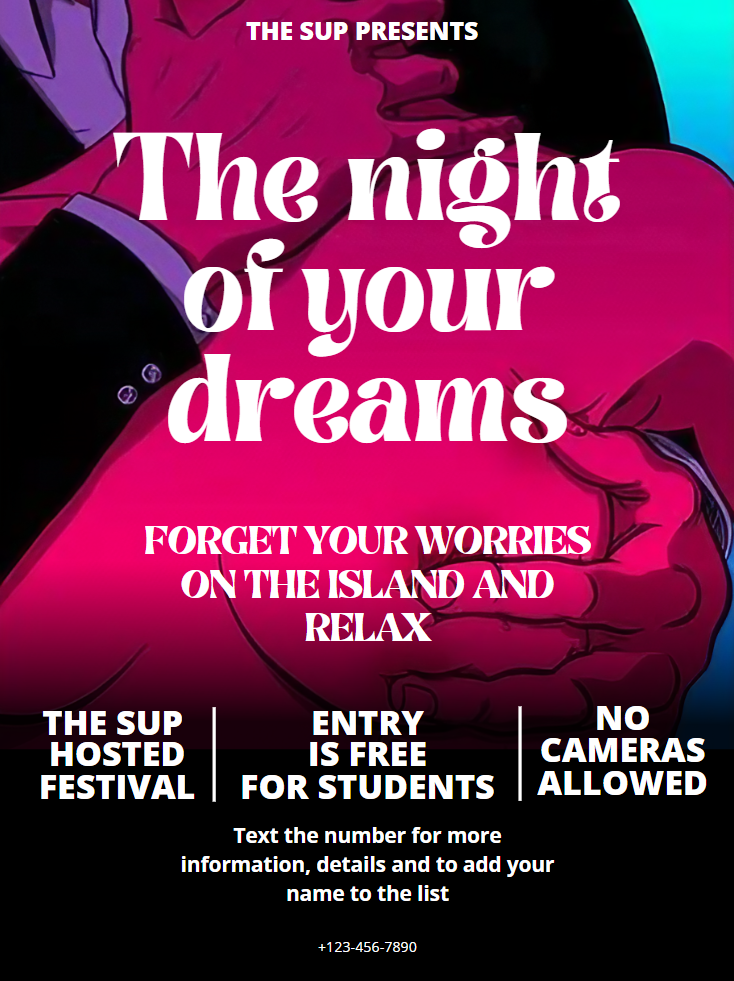 THE SUP PRESENTS
The night
of your
dreams
FORGET YOUR WORRIES
ON THE ISLAND AND
RELAX
THE SUP
HOSTED
FESTIVAL
ENTRY
IS FREE
FOR STUDENTS
NO
CAMERAS
ALLOWED
Text the number for more
information, details and to add your
name to the list
+123-456-7890